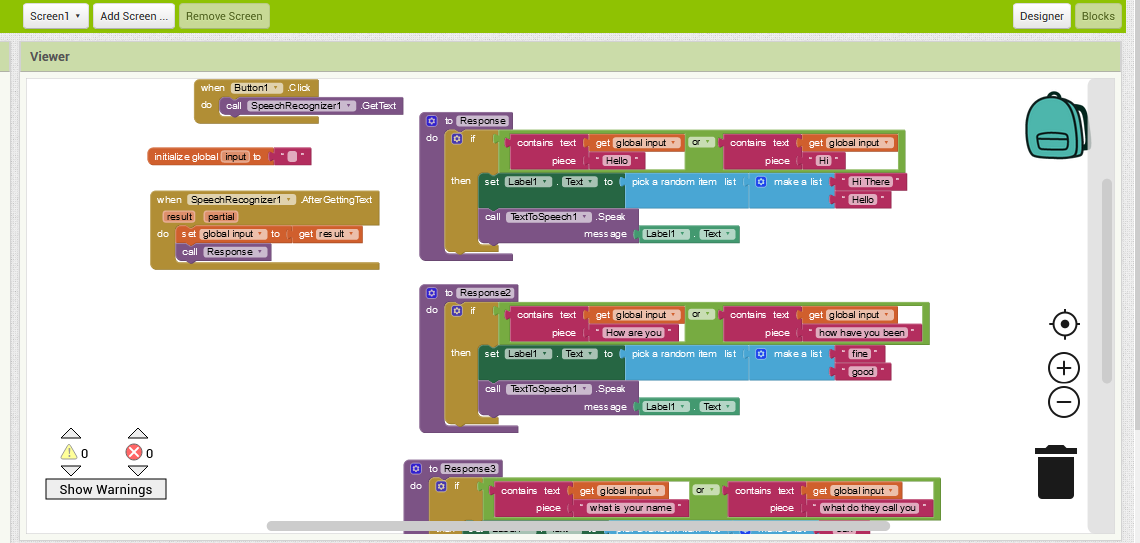 Screen1 Add Screen ... Remove Screen Designer Blocks
Viewer
when Button1 .Click
do call SpeechRecognizer1 .GetText
initialize global input to " "
when SpeechRecognizer1 .AfterGettingText
result partial
do set global input to get result
call Response
to Response
do if contains text get global input or contains text get global input
piece " Hello " piece " Hi "
then set Label1 . Text to pick a random item list make a list " Hi There "
" Hello "
call TextToSpeech1 .Speak
message Label1 . Text
to Response2
do if contains text get global input or contains text get global input
piece " How are you " piece " how have you been "
then set Label1 . Text to pick a random item list make a list " fine "
" good "
call TextToSpeech1 .Speak
message Label1 . Text
to Response3
do if contains text get global input or contains text get global input
piece " what is your name " piece " what do they call you "
0 0
Show Warnings